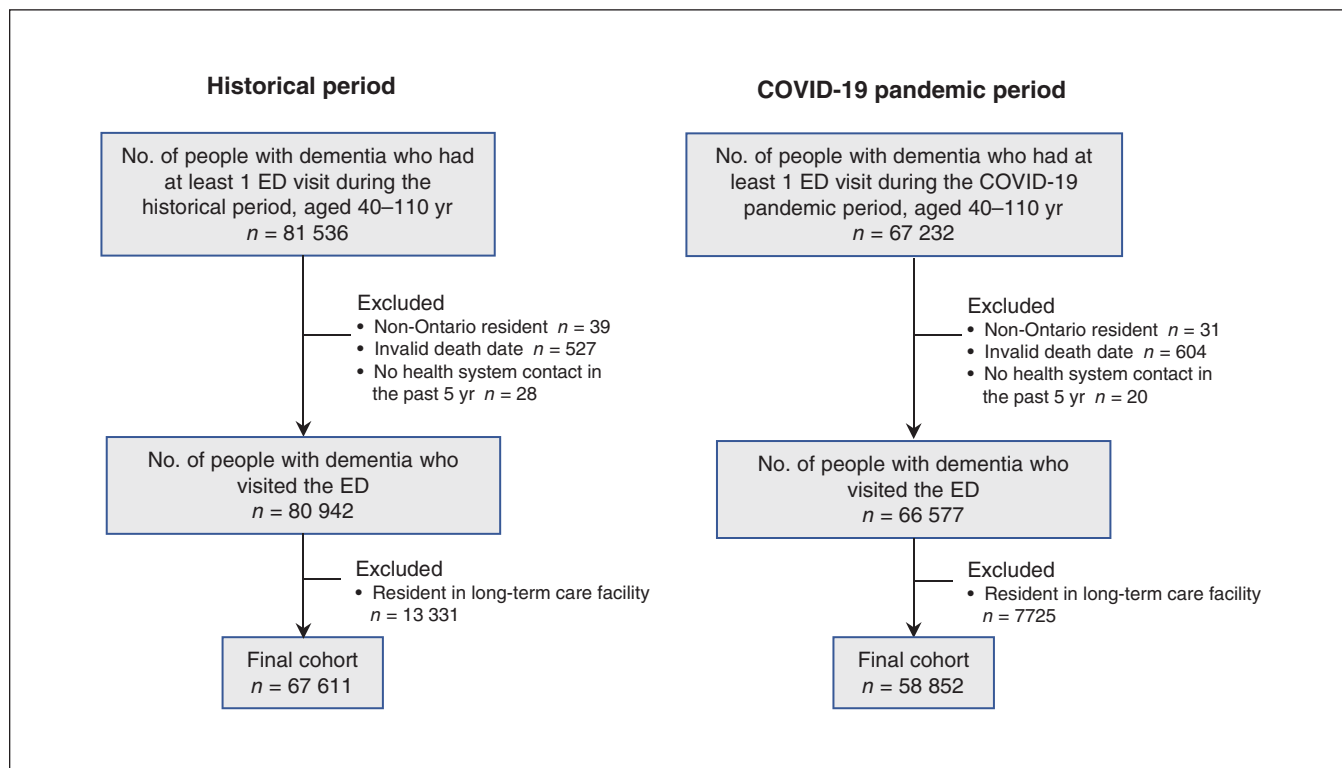 Historical period
No. of people with dementia who had
at least 1 ED visit during the
historical period, aged 40–110 yr
n = 81 536
Excluded
• Non-Ontario resident n = 39
• Invalid death date n = 527
• No health system contact in
the past 5 yr n = 28
No. of people with dementia who
visited the ED
n = 80 942
Excluded
• Resident in long-term care facility
n = 13 331
Final cohort
n = 67 611
COVID-19 pandemic period
No. of people with dementia who had at
least 1 ED visit during the COVID-19
pandemic period, aged 40–110 yr
n = 67 232
Excluded
• Non-Ontario resident n = 31
• Invalid death date n = 604
• No health system contact in
the past 5 yr n = 20
No. of people with dementia who
visited the ED
n = 66 577
Excluded
• Resident in long-term care facility
n = 7725
Final cohort
n = 58 852